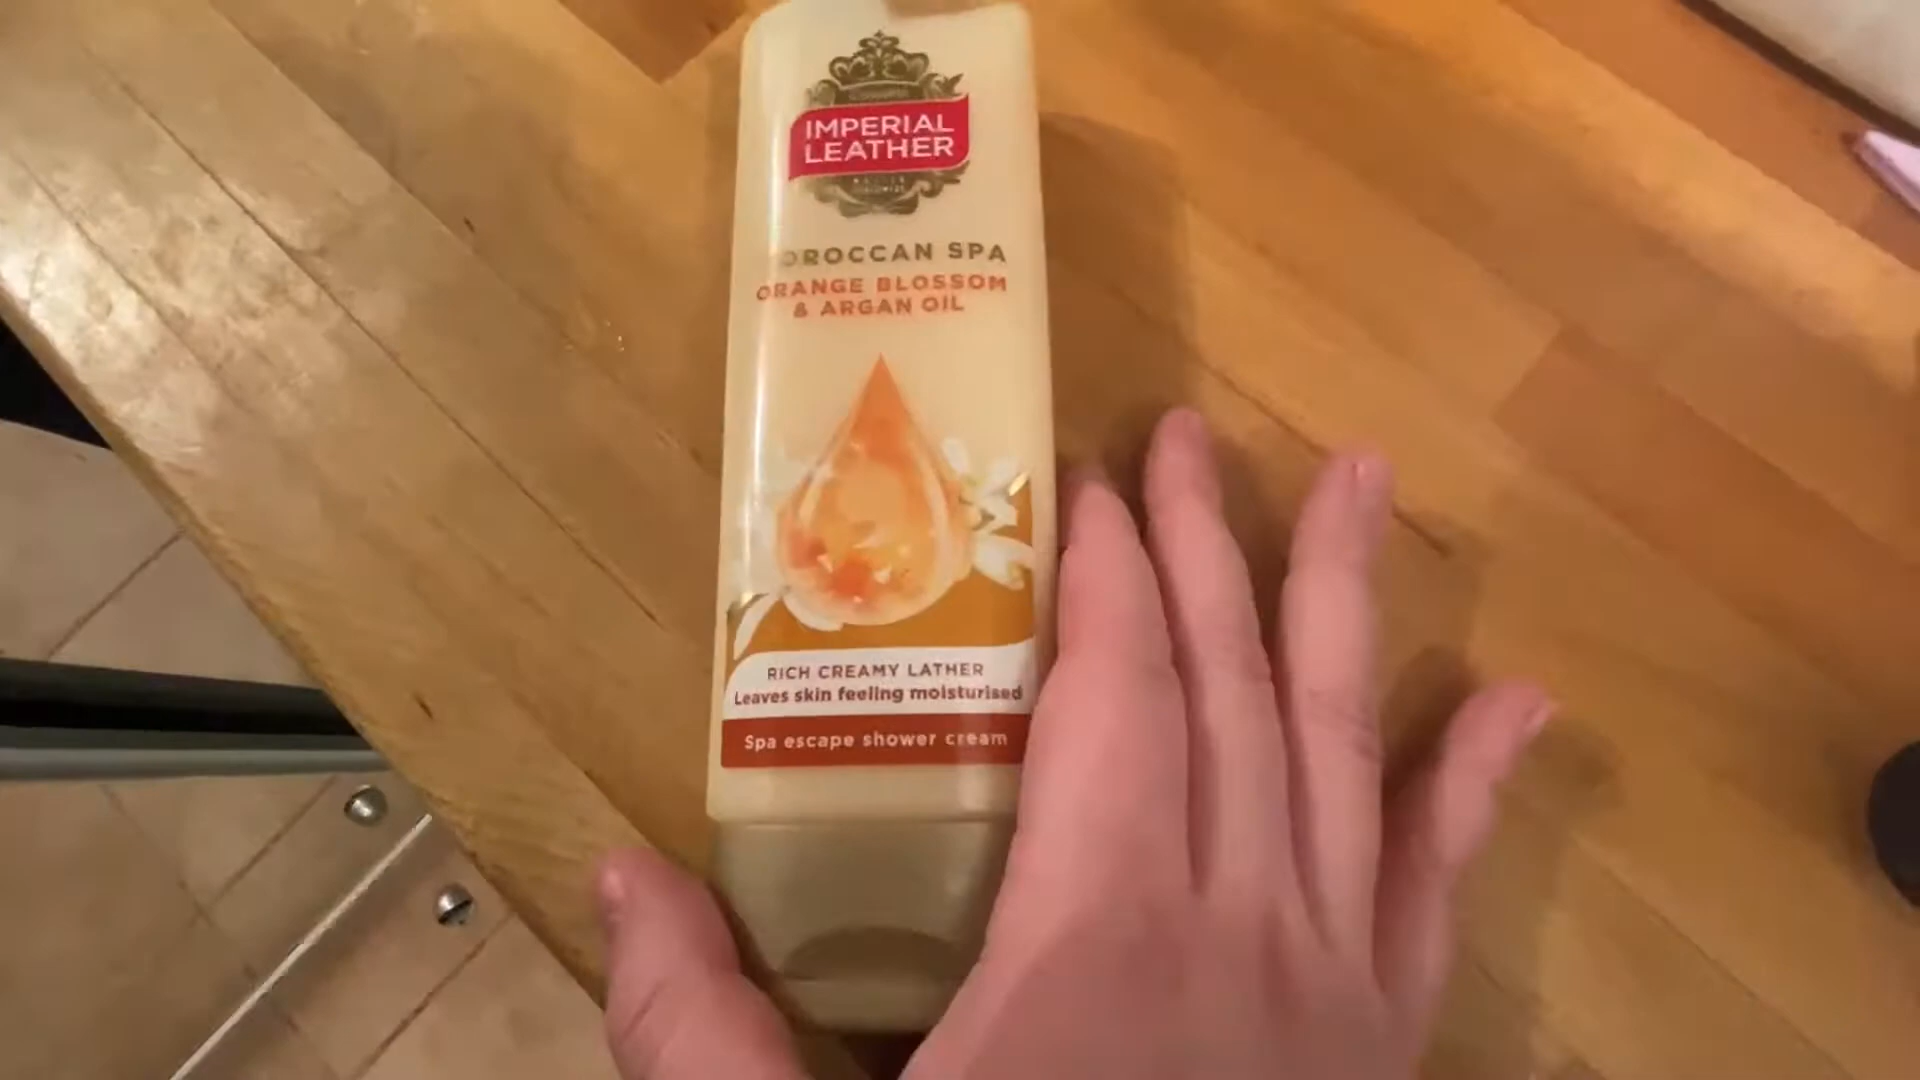 IMPERIAL
LEATHER
OROCCAN SPA
ORANGE BLOSSOM
& ARGAN OIL
RICH CREAMY LATHER
Leaves skin feeling moisturised
Spa escape shower cream